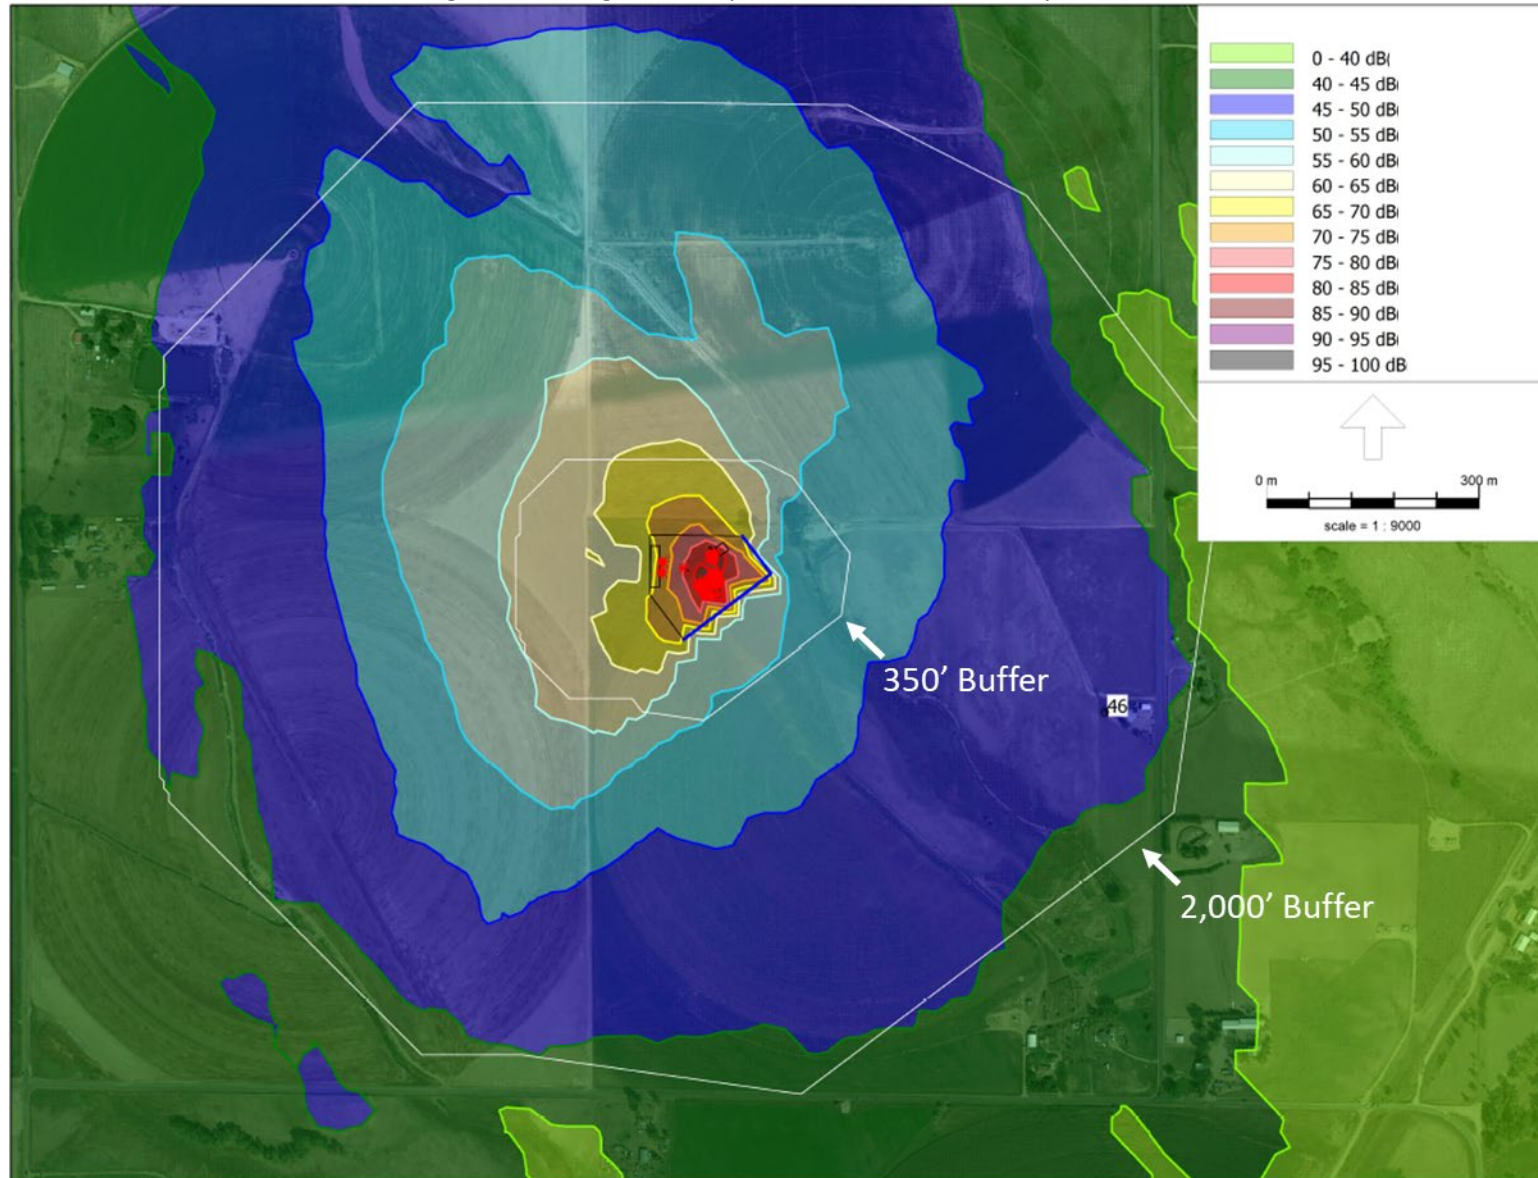 0 - 40 dB(
40 - 45 dB(
45 - 50 dB(
50 - 55 dB(
55 - 60 dB(
60 - 65 dB(
65 - 70 dB(
70 - 75 dB(
75 - 80 dB(
80 - 85 dB(
85 - 90 dB(
90 - 95 dB(
95 - 100 dB
0 m 300 m
scale = 1 : 9000
350’ Buffer
46
2,000’ Buffer